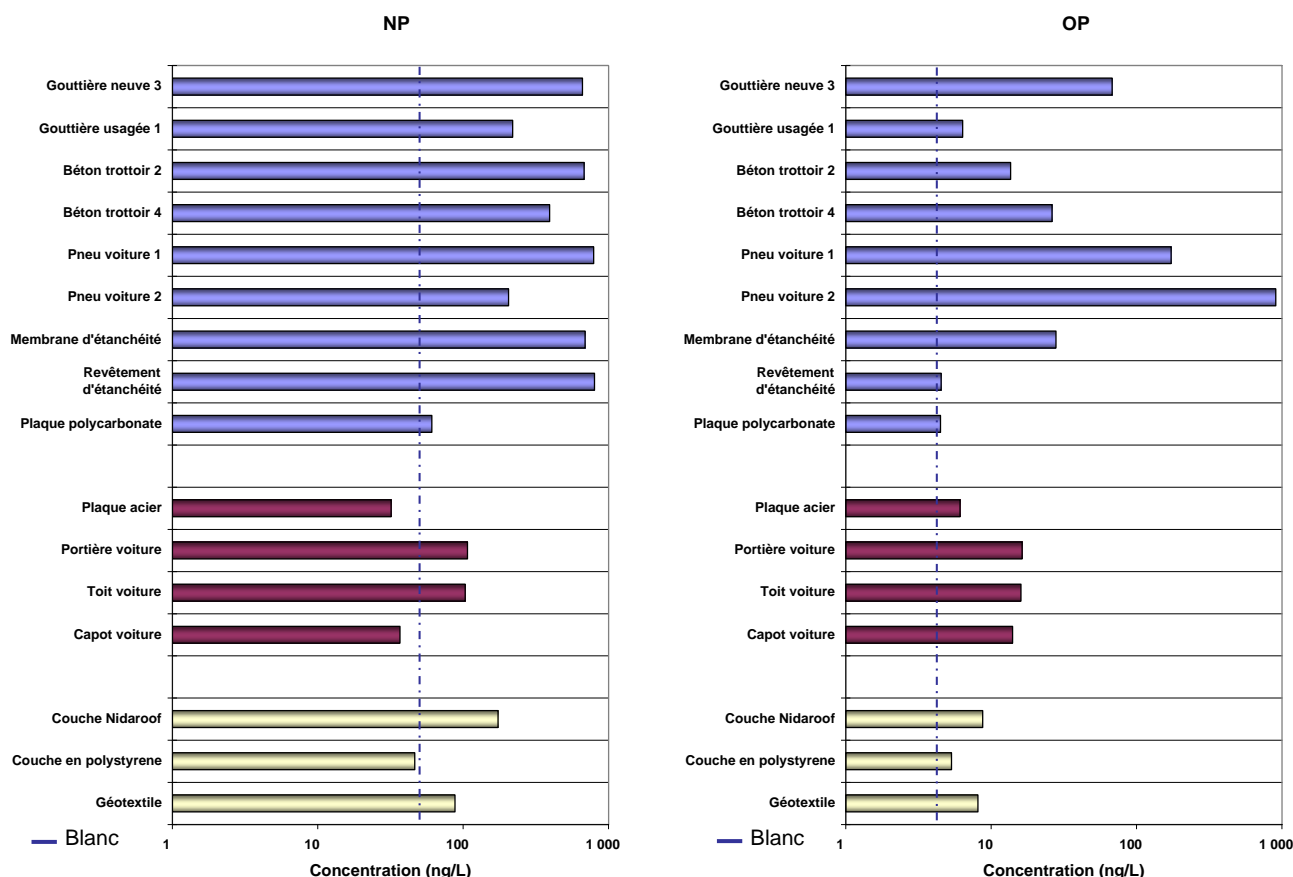 NP
Gouttière neuve 3
Gouttière usagée 1
Béton trottoir 2
Béton trottoir 4
Pneu voiture 1
Pneu voiture 2
Membrane d'étanchéité
Revêtement
d'étanchéité
Plaque polycarbonate
Plaque acier
Portière voiture
Toit voiture
Capot voiture
Couche Nidaroof
Couche en polystyrene
Géotextile
Blanc
1 10 100 1 000
Concentration (ng/L)
OP
Gouttière neuve 3
Gouttière usagée 1
Béton trottoir 2
Béton trottoir 4
Pneu voiture 1
Pneu voiture 2
Membrane d'étanchéité
Revêtement
d'étanchéité
Plaque polycarbonate
Plaque acier
Portière voiture
Toit voiture
Capot voiture
Couche Nidaroof
Couche en polystyrene
Géotextile
Blanc
1 10 100 1 000
Concentration (ng/L)